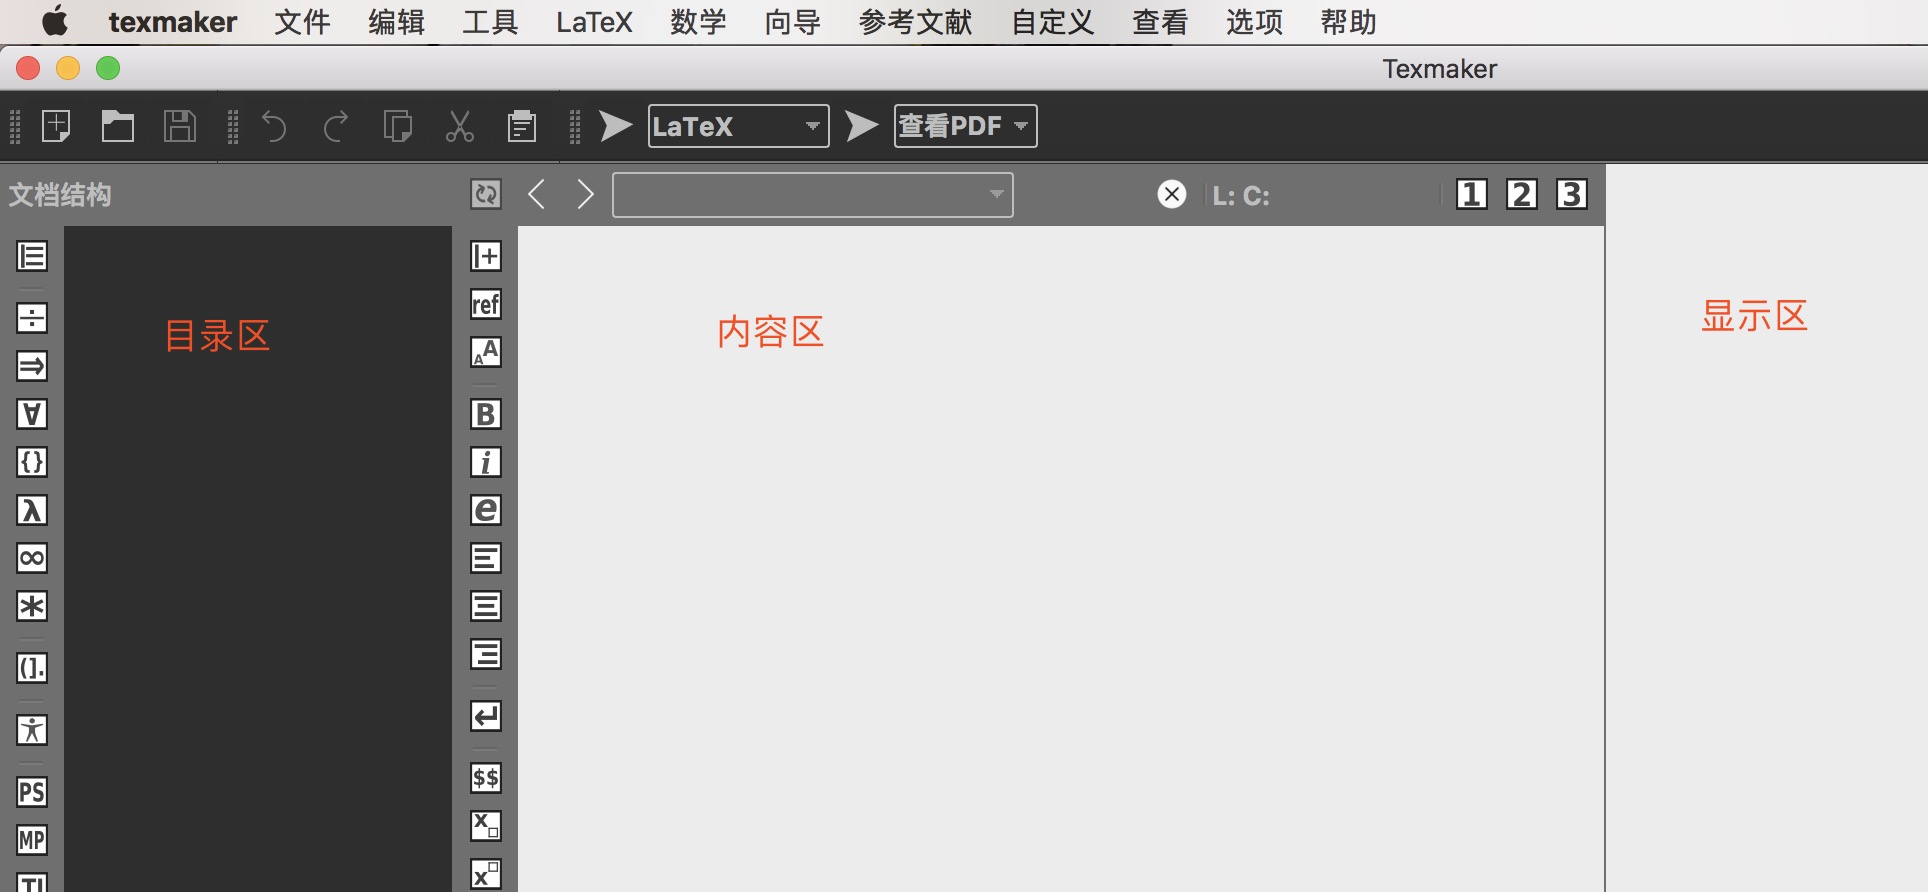 texmaker 文件 编辑 工具 LaTeX 数学 向导 参考文献 自定义 查看 选项 帮助
Texmaker
LaTeX 查看PDF
文档结构 L: C: 1 2 3
目录区 内容区 显示区
ref
AA
B
{} i
λ e
∞
(].
$$
PS
MP
x
x